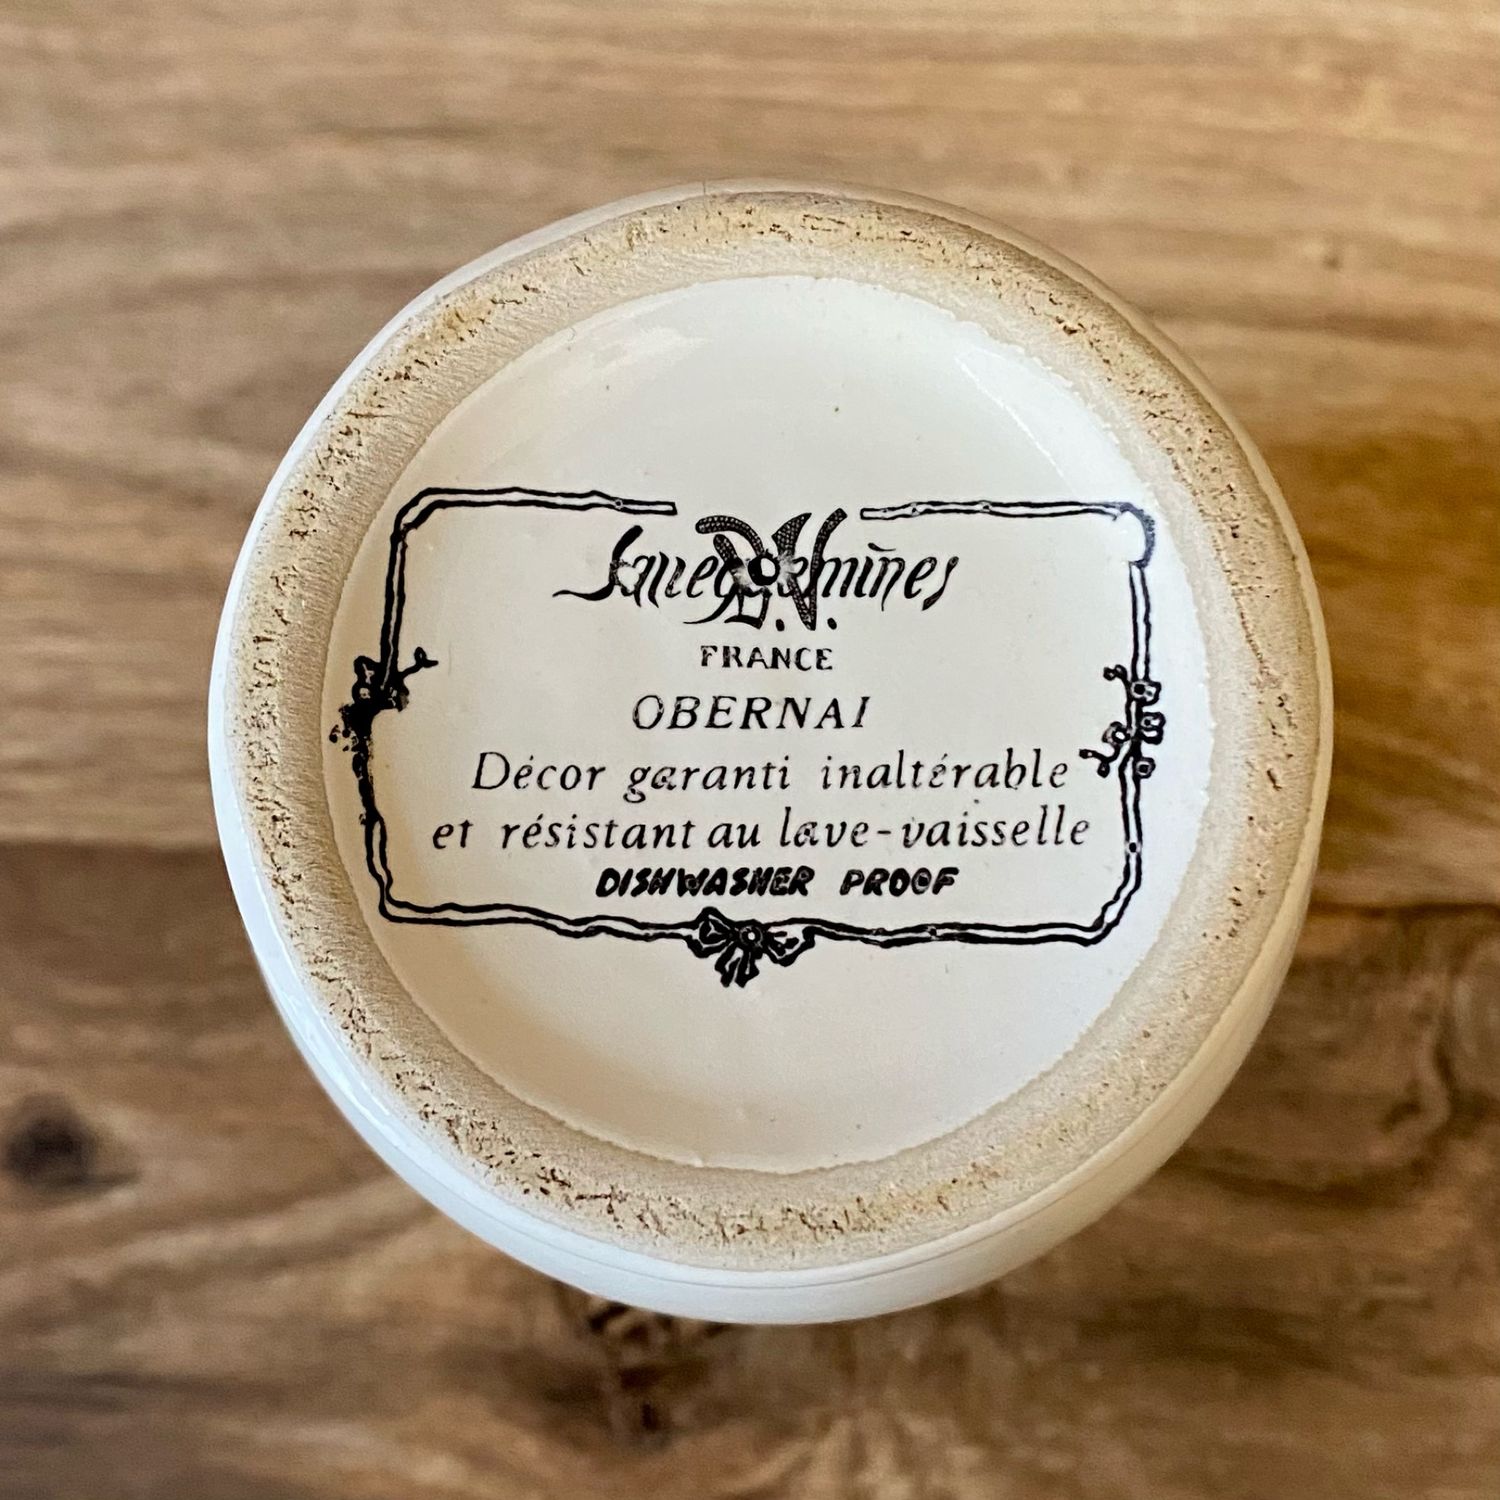 Sarreguemines
D.V.
FRANCE
OBERNAI
Décor garanti inaltérable
et résistant au lave-vaisselle
DISHWASHER PROOF